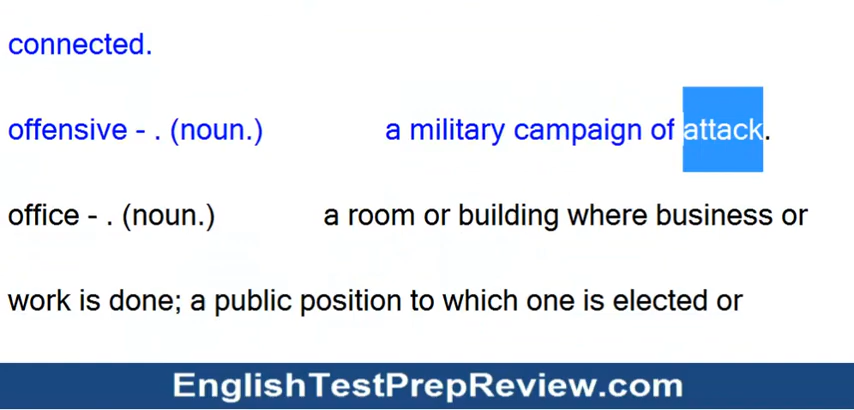 connected.
offensive - . (noun.) a military campaign of attack.
office - . (noun.) a room or building where business or
work is done; a public position to which one is elected or
EnglishTestPrepReview.com